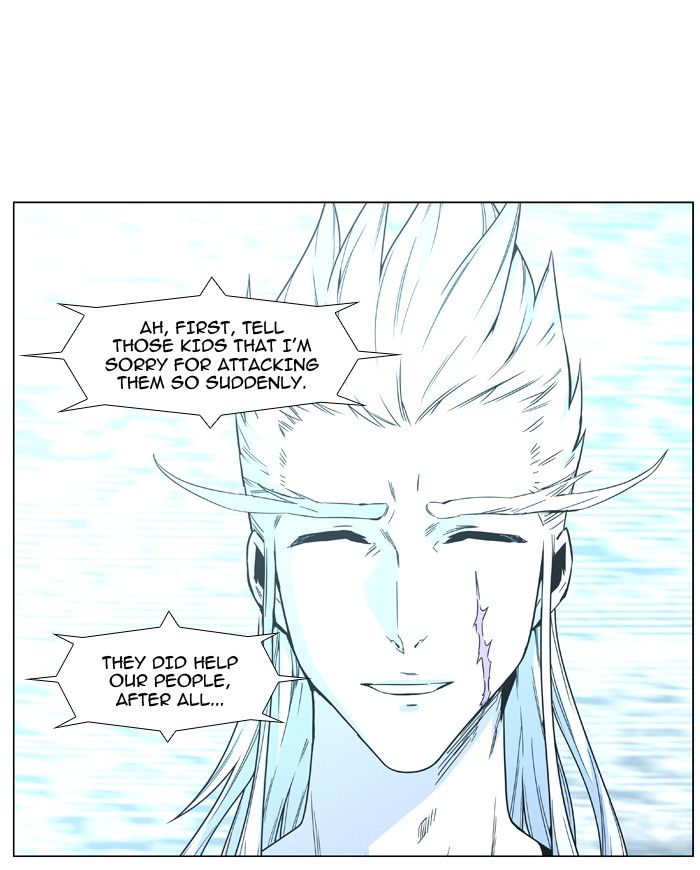 AH, FIRST, TELL
THOSE KIDS THAT I'M
SORRY FOR ATTACKING
THEM SO SUDDENLY.
THEY DID HELP
OUR PEOPLE,
AFTER ALL...